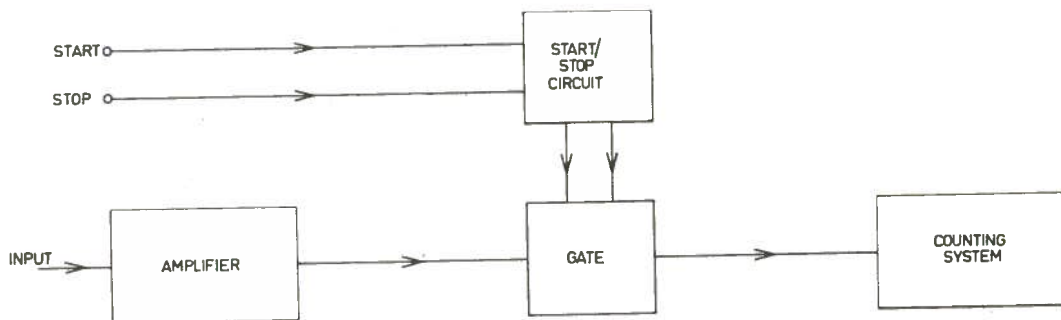 START
STOP
START/
STOP
CIRCUIT
INPUT
AMPLIFIER
GATE
COUNTING
SYSTEM